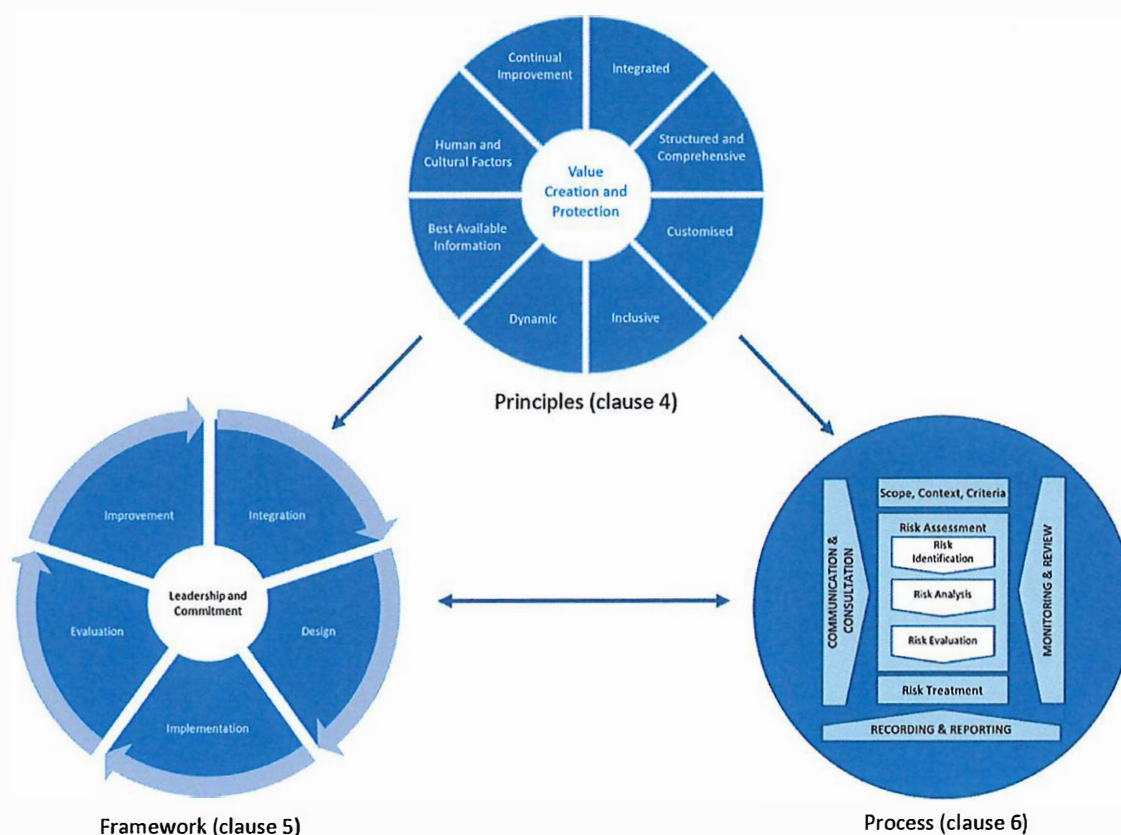 Continual
Improvement
Integrated
Human and
Cultural Factors
Structured and
Comprehensive
Value
Creation and
Protection
Best Available
Information
Customised
Dynamic
Inclusive
Principles (clause 4)
Improvement
Integration
Leadership and
Commitment
Evaluation
Design
Implementation
Framework (clause 5)
Scope, Context, Criteria
Risk Assessment
Risk
Identification
Risk Analysis
Risk Evaluation
Risk Treatment
COMMUNICATION &
CONSULTATION
MONITORING & REVIEW
RECORDING & REPORTING
Process (clause 6)